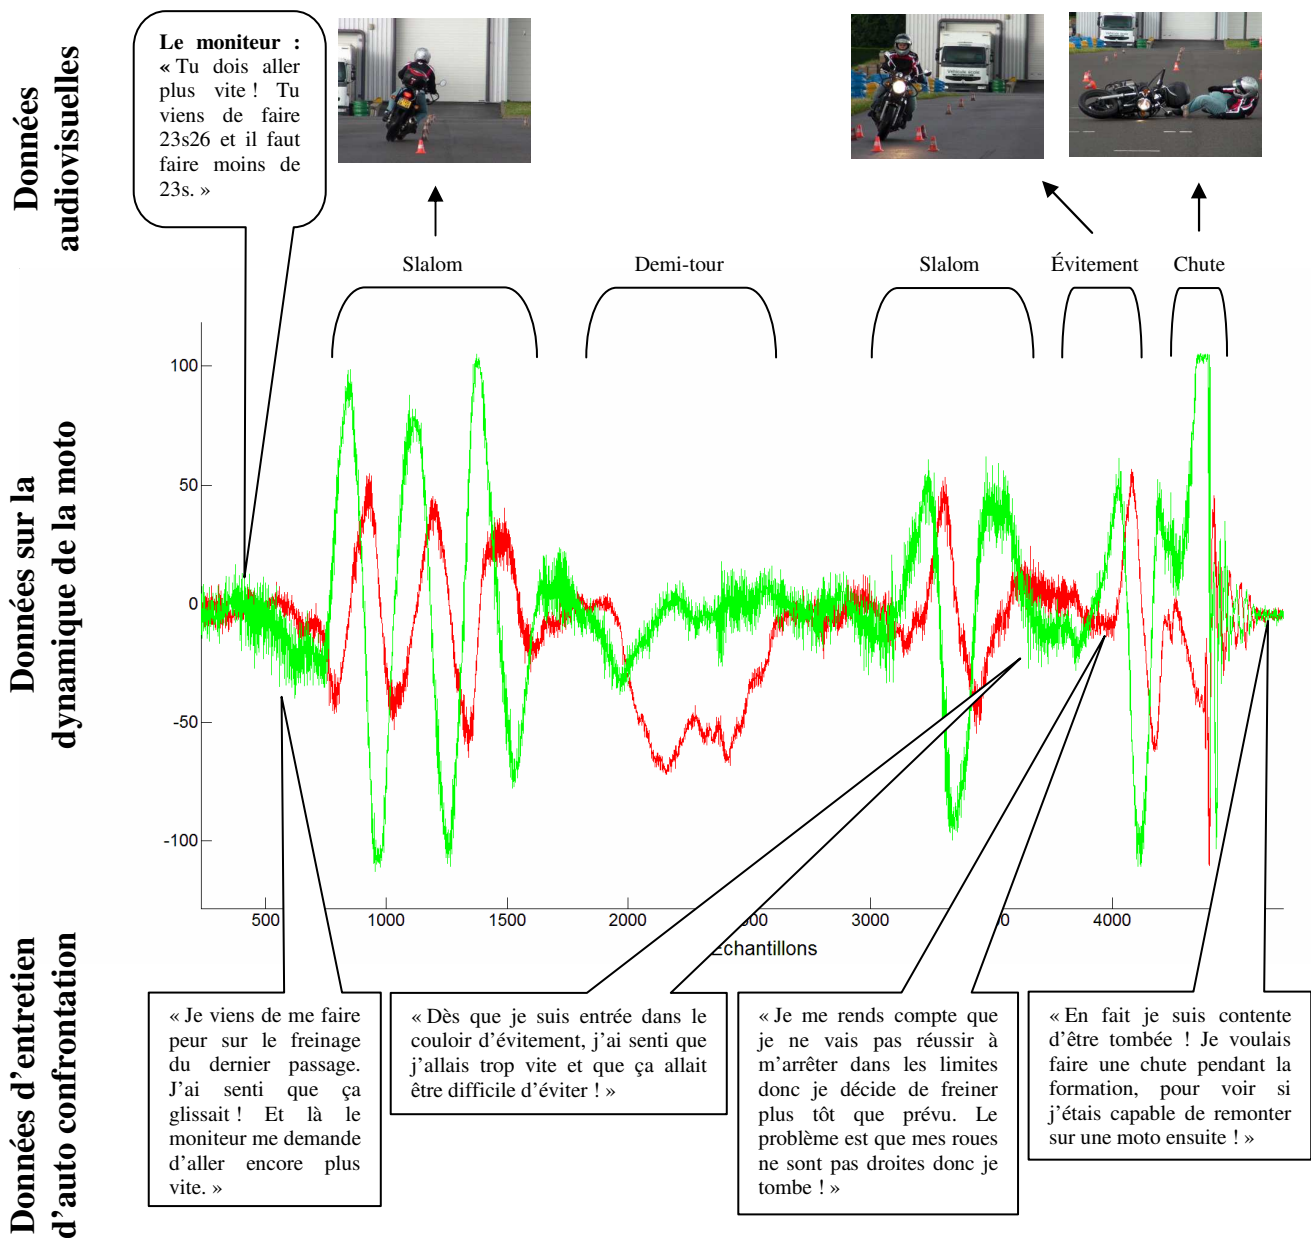 Données
audiovisuelles
Le moniteur :
« Tu dois aller
plus vite ! Tu
viens de faire
23s26 et il faut
faire moins de
23s. »
Slalom
Demi-tour
Slalom
Évitement
Chute
Données sur la
dynamique de la moto
100
50
0
-50
-100
500
1000
1500
2000
3000
4000
Echantillons
Données d’entretien
d’auto confrontation
« Je viens de me faire
peur sur le freinage
du dernier passage.
J’ai senti que ça
glissait ! Et là le
moniteur me demande
d’aller encore plus
vite. »
« Dès que je suis entrée dans le
couloir d’évitement, j’ai senti que
j’allais trop vite et que ça allait
être difficile d’éviter ! »
« Je me rends compte que
je ne vais pas réussir à
m’arrêter dans les limites
donc je décide de freiner
plus tôt que prévu. Le
problème est que mes roues
ne sont pas droites donc je
tombe ! »
« En fait je suis contente
d’être tombée ! Je voulais
faire une chute pendant la
formation, pour voir si
j’étais capable de remonter
sur une moto ensuite ! »